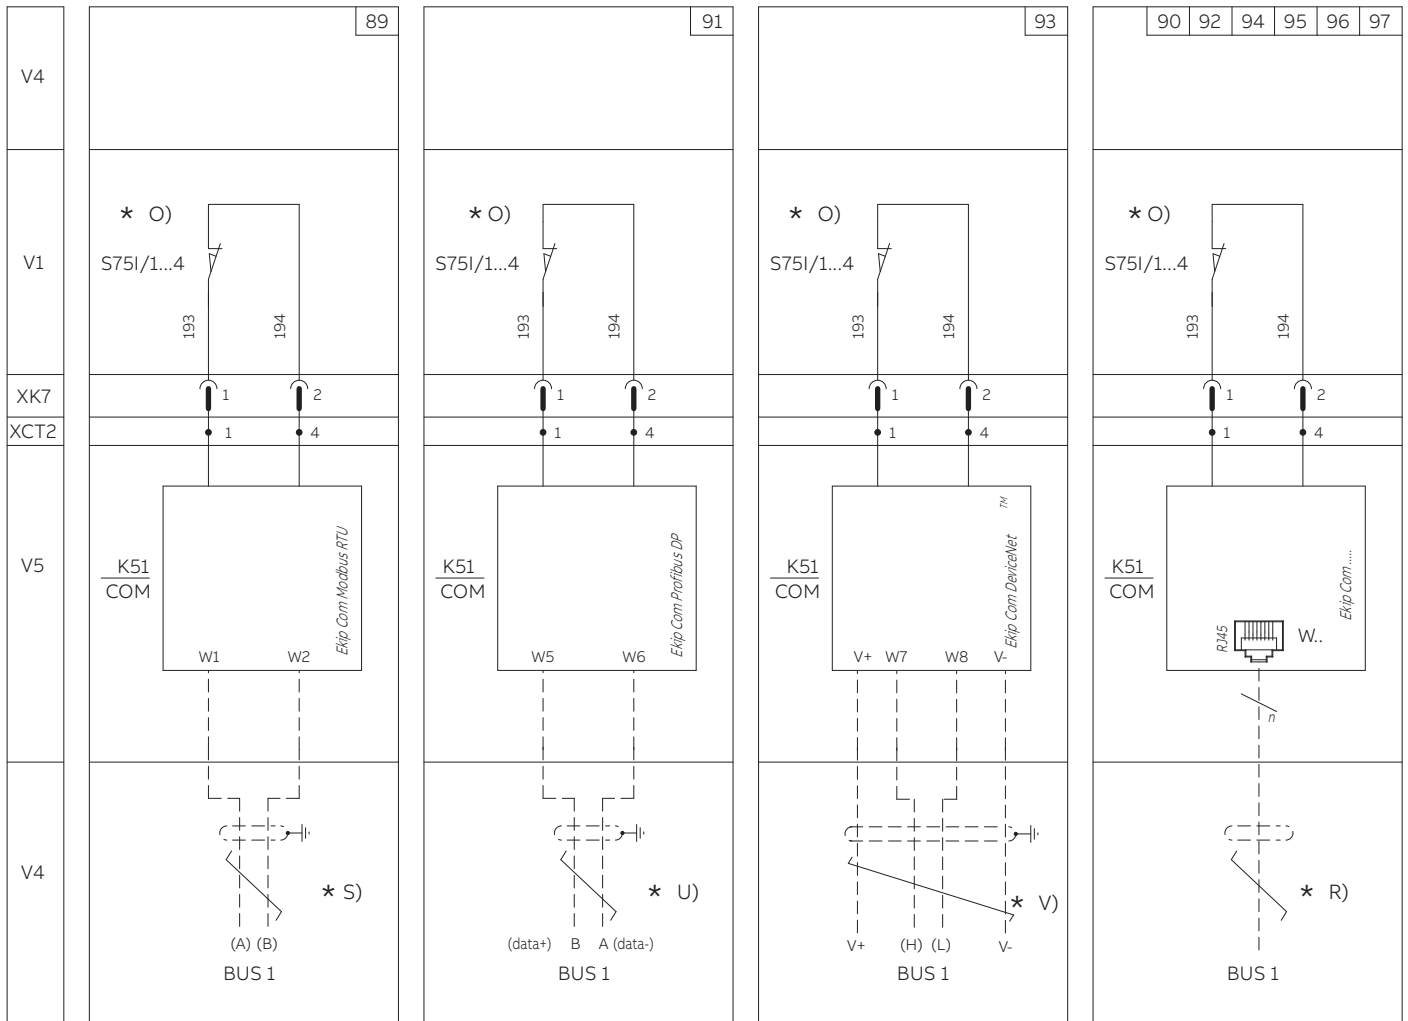 89
91
93
90 92 94 95 96 97
V4
* O)
* O)
* O)
* O)
V1
S75I/1...4
S75I/1...4
S75I/1...4
S75I/1...4
193 194
193 194
193 194
193 194
XK7
1 2
1 2
1 2
1 2
XCT2
1 4
1 4
1 4
1 4
V5
K51
COM
Ekip Com Modbus RTU
W1 W2
K51
COM
Ekip Com Profibus DP
W5 W6
K51
COM
Ekip Com DeviceNet TM
V+ W7 W8 V-
K51
COM
Ekip Com .....
RJ45
W..
n
V4
* S)
(A) (B)
BUS 1
* U)
(data+) B A (data-)
BUS 1
* V)
V+ (H) (L) V-
BUS 1
* R)
BUS 1